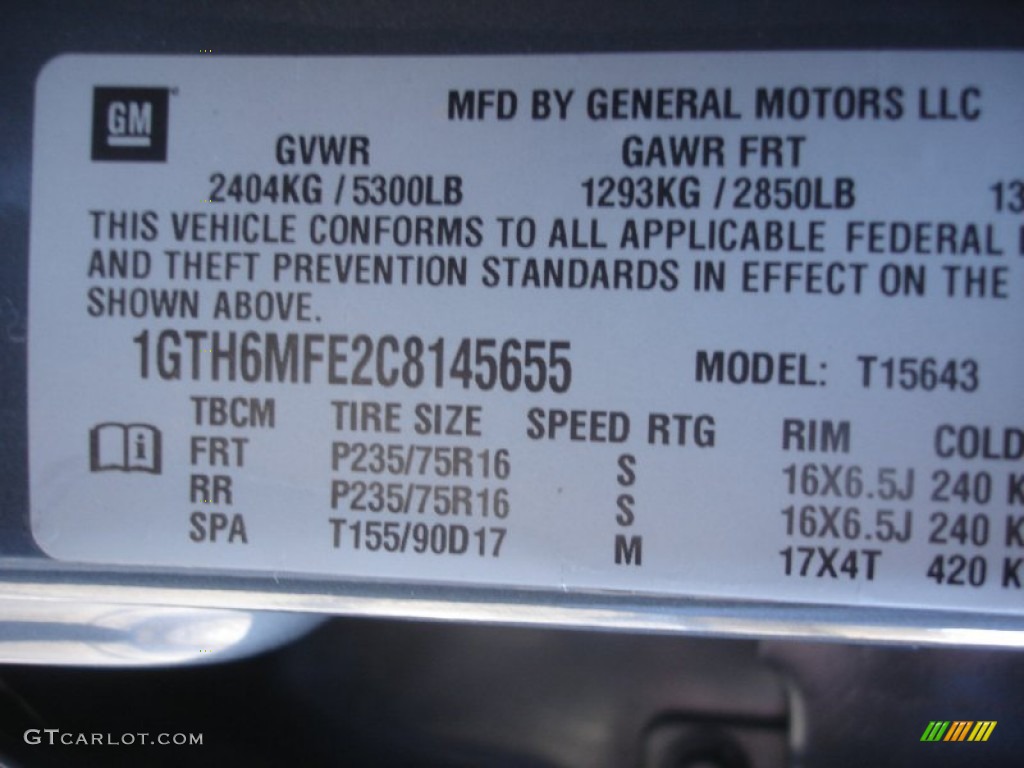 GM
MFD BY GENERAL MOTORS LLC
GVWR GAWR FRT
2404KG / 5300LB 1293KG / 2850LB 13
THIS VEHICLE CONFORMS TO ALL APPLICABLE FEDERAL
AND THEFT PREVENTION STANDARDS IN EFFECT ON THE
SHOWN ABOVE.
1GTH6MFE2C8145655 MODEL: T15643
TBCM TIRE SIZE SPEED RTG RIM COLD
FRT P235/75R16 S 16X6.5J 240 K
RR P235/75R16 S 16X6.5J 240 K
SPA T155/90D17 M 17X4T 420 K
GTCARLOT.COM